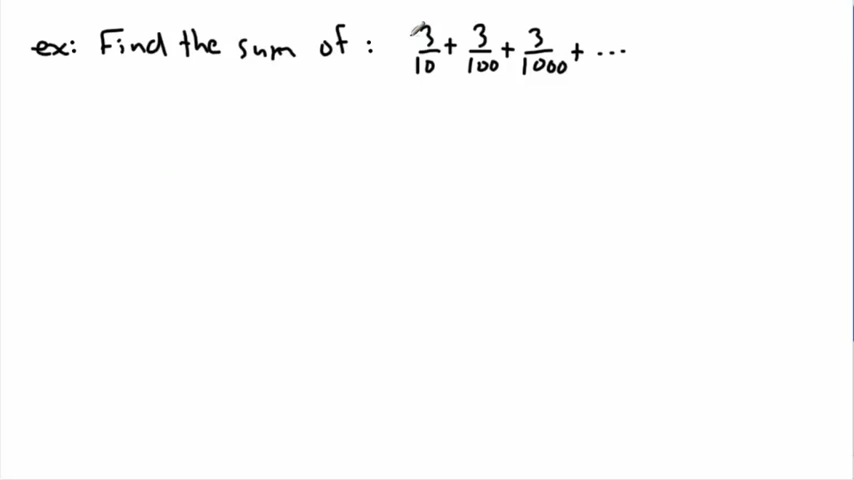 ex: Find the sum of : 3/10 + 3/100 + 3/1000 + ...